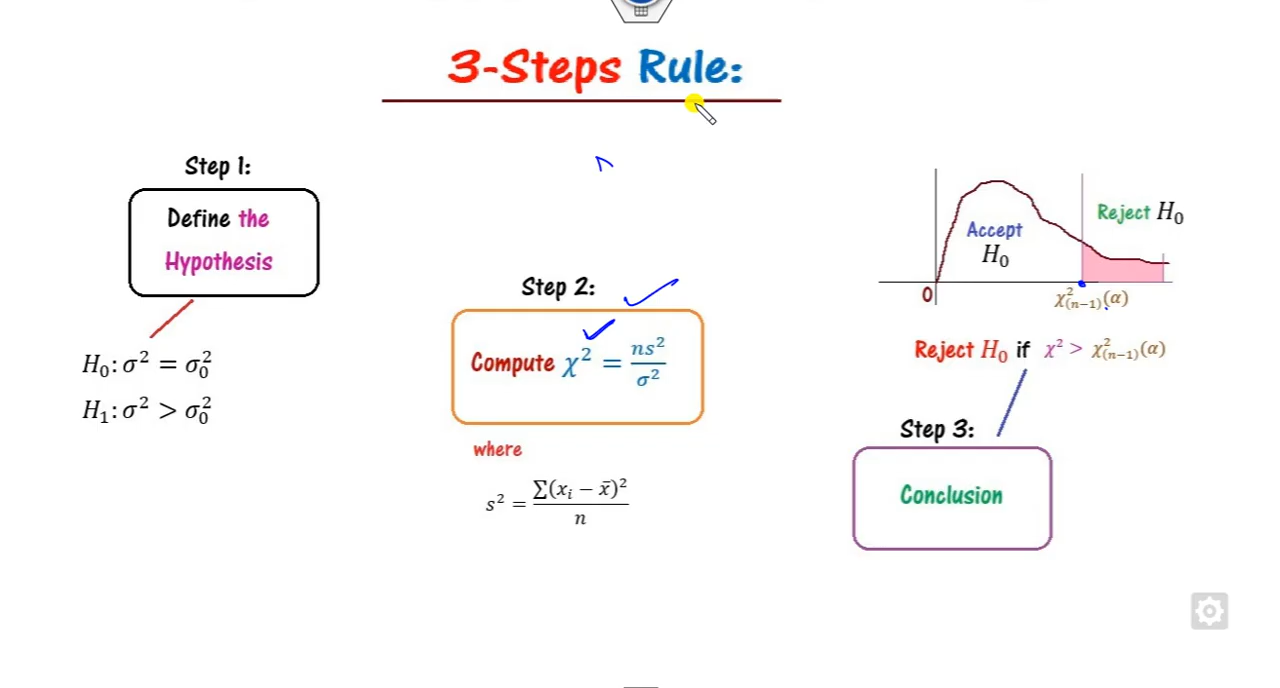 3-Steps Rule:
Step 1:
Define the
Hypothesis
H₀: σ² = σ₀²
H₁: σ² > σ₀²
Step 2:
Compute χ² = ns²/σ²
where
s² = ∑(xᵢ − x̄)²/n
Accept
H₀
Reject H₀
0
χ²₍ₙ₋₁₎(α)
Reject H₀ if χ² > χ²₍ₙ₋₁₎(α)
Step 3:
Conclusion